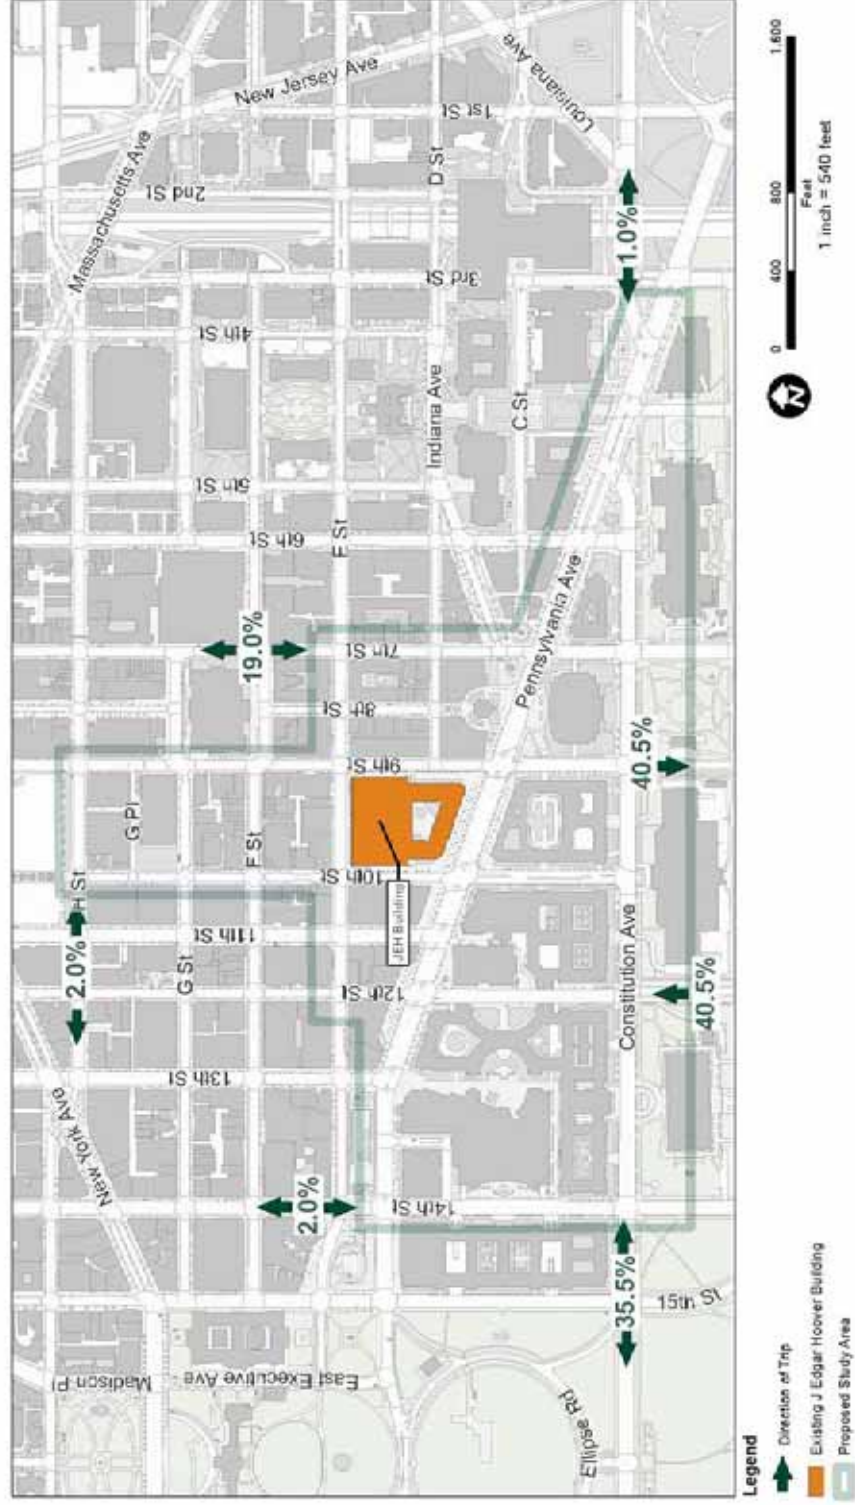 Massachusetts Ave
New Jersey Ave
Louisiana Ave
New York Ave
Madison Pl
East Executive Ave
Ellipse Rd
H St
G Pl
G St
F St
E St
D St
Indiana Ave
C St
Pennsylvania Ave
Constitution Ave
15th St
14th St
13th St
12th St
11th St
10th St
9th St
8th St
7th St
6th St
5th St
4th St
3rd St
2nd St
1st St
JEH Building
2.0%
2.0%
19.0%
35.5%
40.5%
40.5%
1.0%
Legend
Direction of Trip
Existing J Edgar Hoover Building
Proposed Study Area
N
0 400 800 1,600
Feet
1 inch = 540 feet